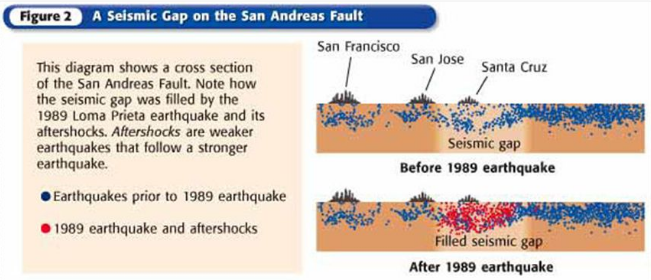 Figure 2 A Seismic Gap on the San Andreas Fault
This diagram shows a cross section
of the San Andreas Fault. Note how
the seismic gap was filled by the
1989 Loma Prieta earthquake and its
aftershocks. Aftershocks are weaker
earthquakes that follow a stronger
earthquake.
Earthquakes prior to 1989 earthquake
1989 earthquake and aftershocks
San Francisco
San Jose
Santa Cruz
Seismic gap
Before 1989 earthquake
Filled seismic gap
After 1989 earthquake